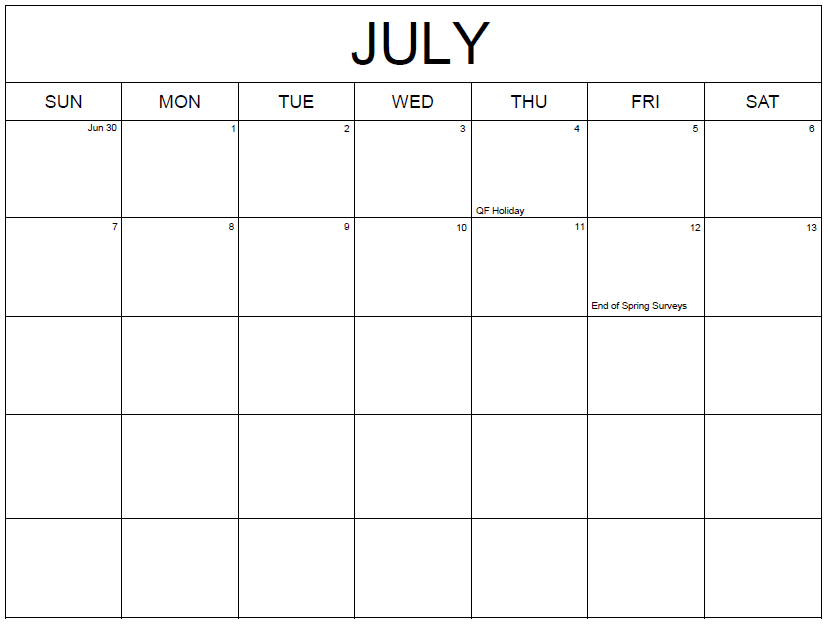 JULY
SUN MON TUE WED THU FRI SAT
Jun 30 1 2 3 4 5 6
QF Holiday
7 8 9 10 11 12 13
End of Spring Surveys